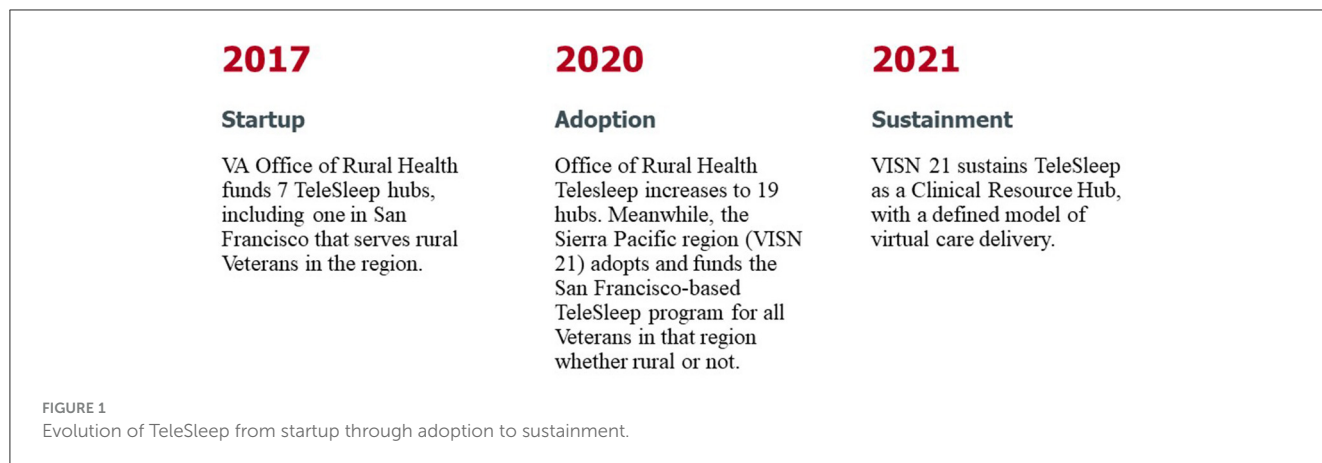 2017
Startup
VA Office of Rural Health
funds 7 TeleSleep hubs,
including one in San
Francisco that serves rural
Veterans in the region.
2020
Adoption
Office of Rural Health
Telesleep increases to 19
hubs. Meanwhile, the
Sierra Pacific region (VISN
21) adopts and funds the
San Francisco-based
TeleSleep program for all
Veterans in that region
whether rural or not.
2021
Sustainment
VISN 21 sustains TeleSleep
as a Clinical Resource Hub,
with a defined model of
virtual care delivery.
FIGURE 1
Evolution of TeleSleep from startup through adoption to sustainment.